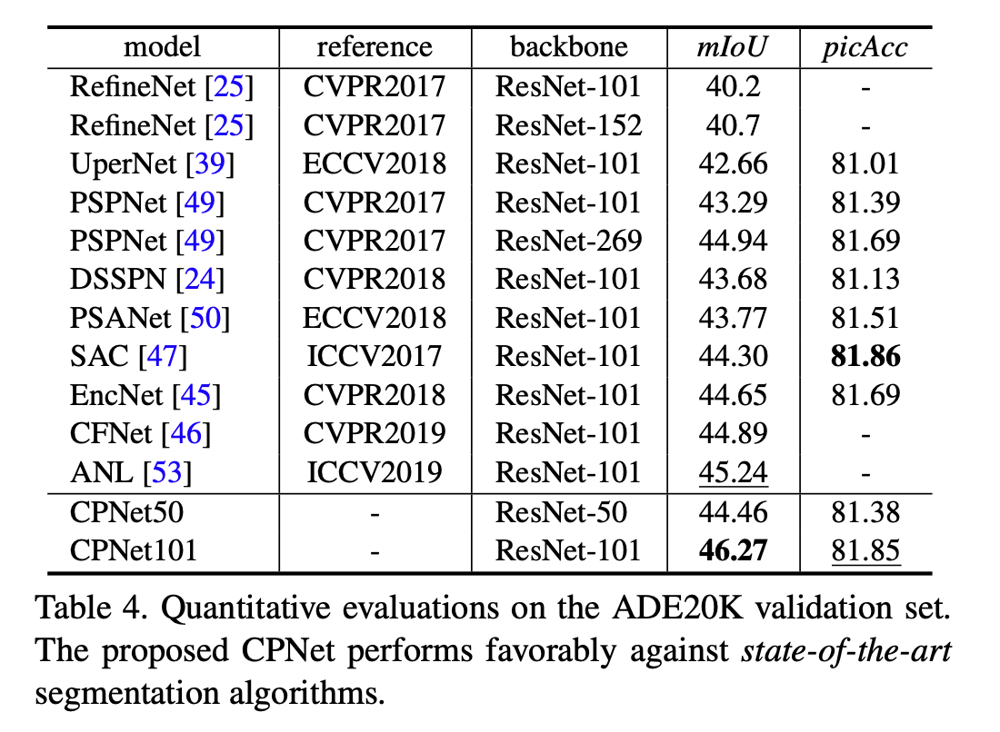 model reference backbone mIoU picAcc
RefineNet [25] CVPR2017 ResNet-101 40.2 -
RefineNet [25] CVPR2017 ResNet-152 40.7 -
UperNet [39] ECCV2018 ResNet-101 42.66 81.01
PSPNet [49] CVPR2017 ResNet-101 43.29 81.39
PSPNet [49] CVPR2017 ResNet-269 44.94 81.69
DSSPN [24] CVPR2018 ResNet-101 43.68 81.13
PSANet [50] ECCV2018 ResNet-101 43.77 81.51
SAC [47] ICCV2017 ResNet-101 44.30 81.86
EncNet [45] CVPR2018 ResNet-101 44.65 81.69
CFNet [46] CVPR2019 ResNet-101 44.89 -
ANL [53] ICCV2019 ResNet-101 45.24 -
CPNet50 - ResNet-50 44.46 81.38
CPNet101 - ResNet-101 46.27 81.85
Table 4. Quantitative evaluations on the ADE20K validation set.
The proposed CPNet performs favorably against state-of-the-art
segmentation algorithms.